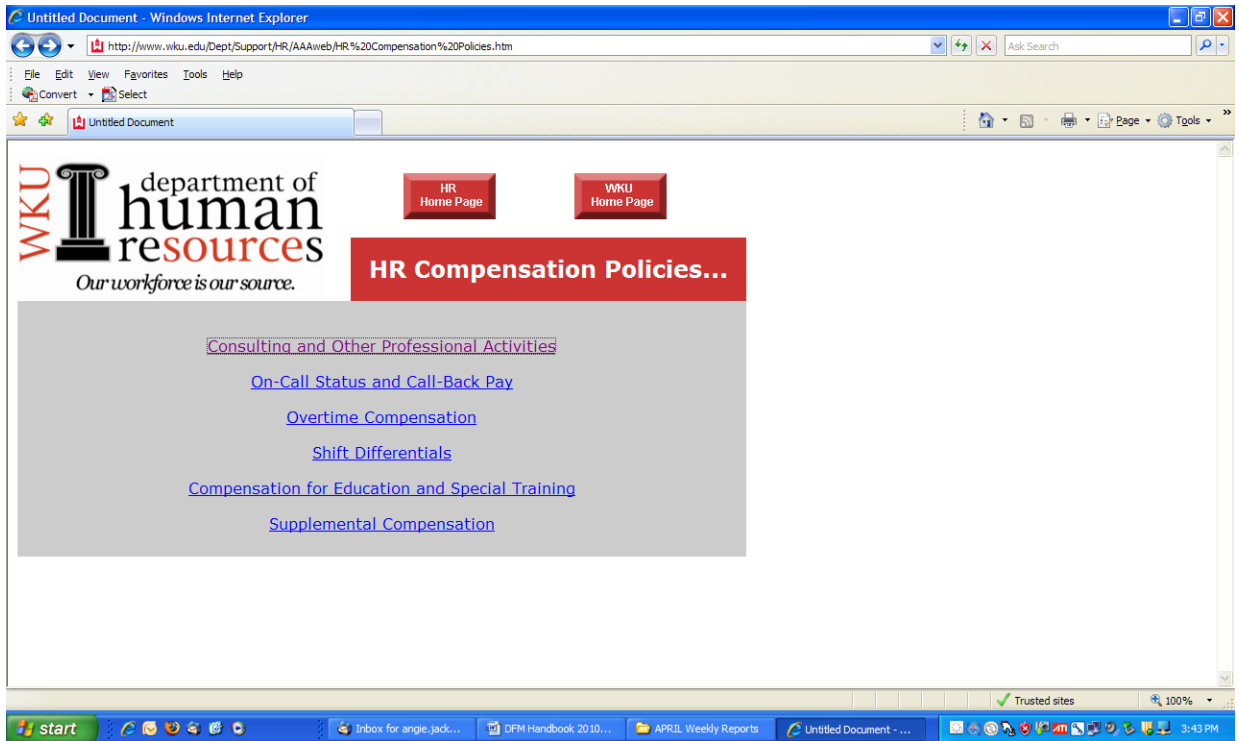 Untitled Document - Windows Internet Explorer
http://www.wku.edu/Dept/Support/HR/AAAweb/HR%20Compensation%20Policies.htm
Ask Search
File Edit View Favorites Tools Help
Convert Select
Untitled Document
Page Tools »
WKU
department of
human
resources
Our workforce is our source.
HR
Home Page
WKU
Home Page
HR Compensation Policies...
Consulting and Other Professional Activities
On-Call Status and Call-Back Pay
Overtime Compensation
Shift Differentials
Compensation for Education and Special Training
Supplemental Compensation
Trusted sites
100%
start
Inbox for angie.jack...
DFM Handbook 2010...
APRIL Weekly Reports
Untitled Document - ...
3:43 PM